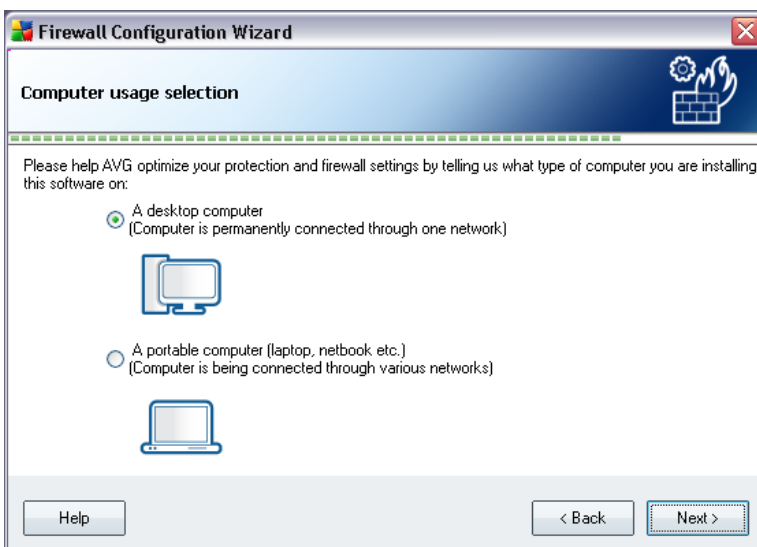 Firewall Configuration Wizard
Computer usage selection
Please help AVG optimize your protection and firewall settings by telling us what type of computer you are installing
this software on:
A desktop computer
(Computer is permanently connected through one network)
A portable computer (laptop, netbook etc.)
(Computer is being connected through various networks)
Help
< Back
Next >